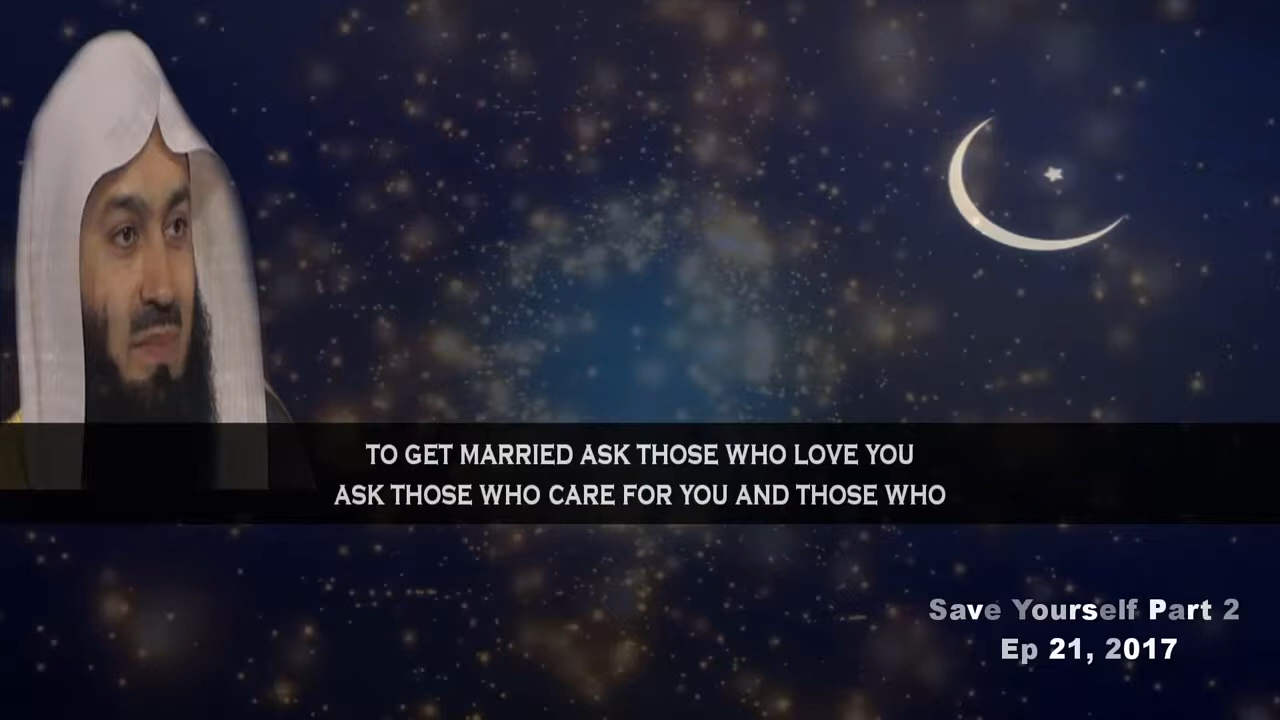 TO GET MARRIED ASK THOSE WHO LOVE YOU
ASK THOSE WHO CARE FOR YOU AND THOSE WHO
Save Yourself Part 2
Ep 21, 2017